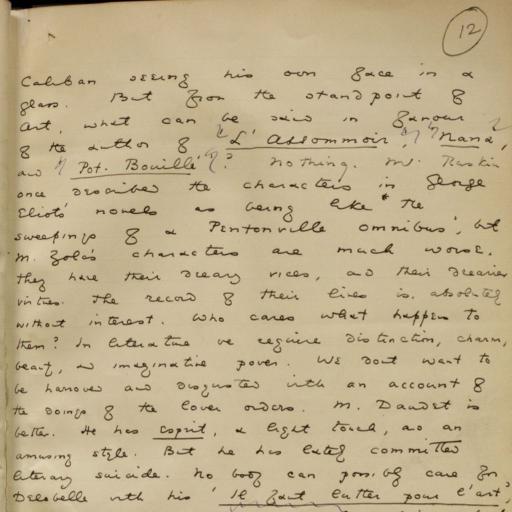 12
Caliban seeing his own face in a
glass. But from the standpoint of
art, what can be said in favour
of the author of 'L'Assommoir', 'Nana',
and 'Pot-Bouille'? Nothing. Mr. Ruskin
once described the characters in George
Eliot's novels as being like 'the
sweepings of a Pentonville omnibus', but
M. Zola's characters are much worse.
They have their dreary vices, and their drearier
virtues. The record of their lives is absolutely
without interest. Who cares what happens to
them? In literature we require distinction, charm,
beauty, and imaginative power. We don't want to
be harrowed and disgusted with an account of
the doings of the lower orders. M. Daudet is
better. He has esprit, a light touch, and an
amusing style. But he has lately committed
literary suicide. Nobody can possibly care for
Delobelle with his 'Il faut lutter pour l'art',